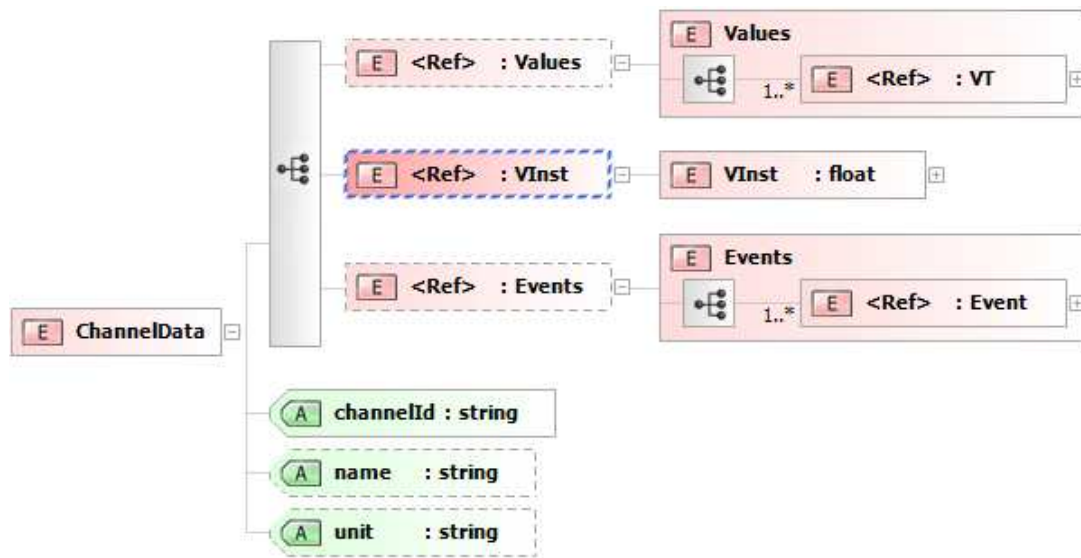 E <Ref> : Values
E Values
1..* E <Ref> : VT
E <Ref> : VInst
E VInst : float
E <Ref> : Events
E Events
1..* E <Ref> : Event
E ChannelData
A channelId : string
A name : string
A unit : string